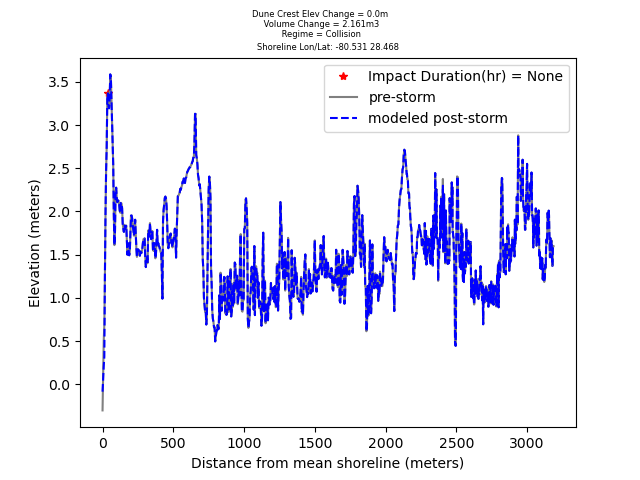 Dune Crest Elev Change = 0.0m
Volume Change = 2.161m3
Regime = Collision
Shoreline Lon/Lat: -80.531 28.468
Impact Duration(hr) = None
pre-storm
modeled post-storm
3.5
3.0
2.5
2.0
1.5
1.0
0.5
0.0
Elevation (meters)
0 500 1000 1500 2000 2500 3000
Distance from mean shoreline (meters)